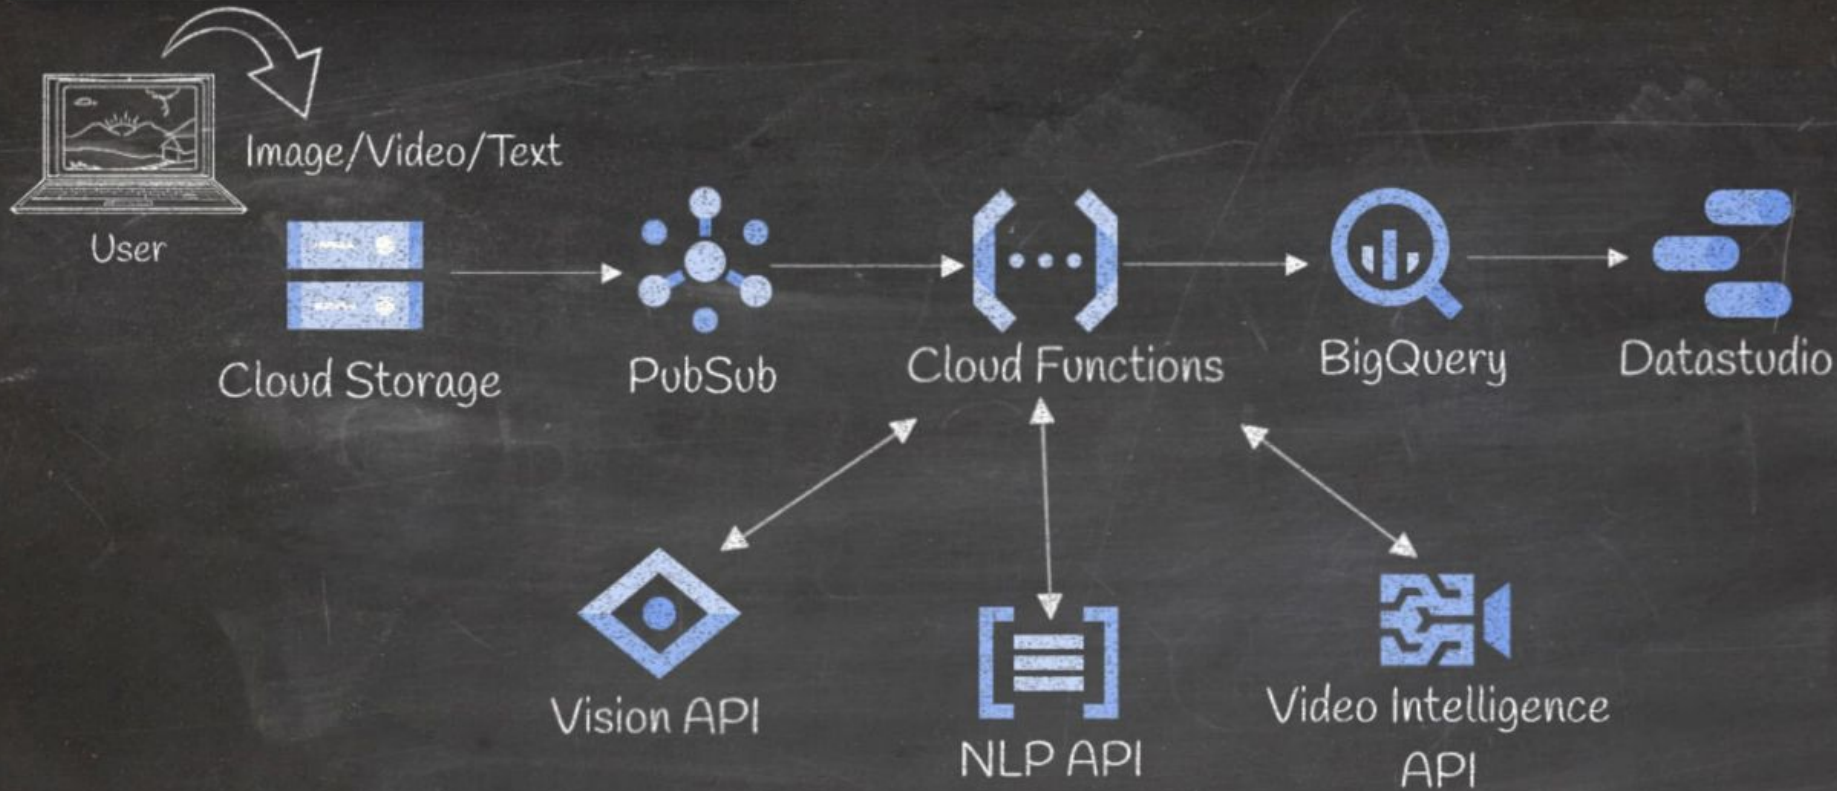 Image/Video/Text
User
Cloud Storage
PubSub
Cloud Functions
BigQuery
Datastudio
Vision API
NLP API
Video Intelligence
API